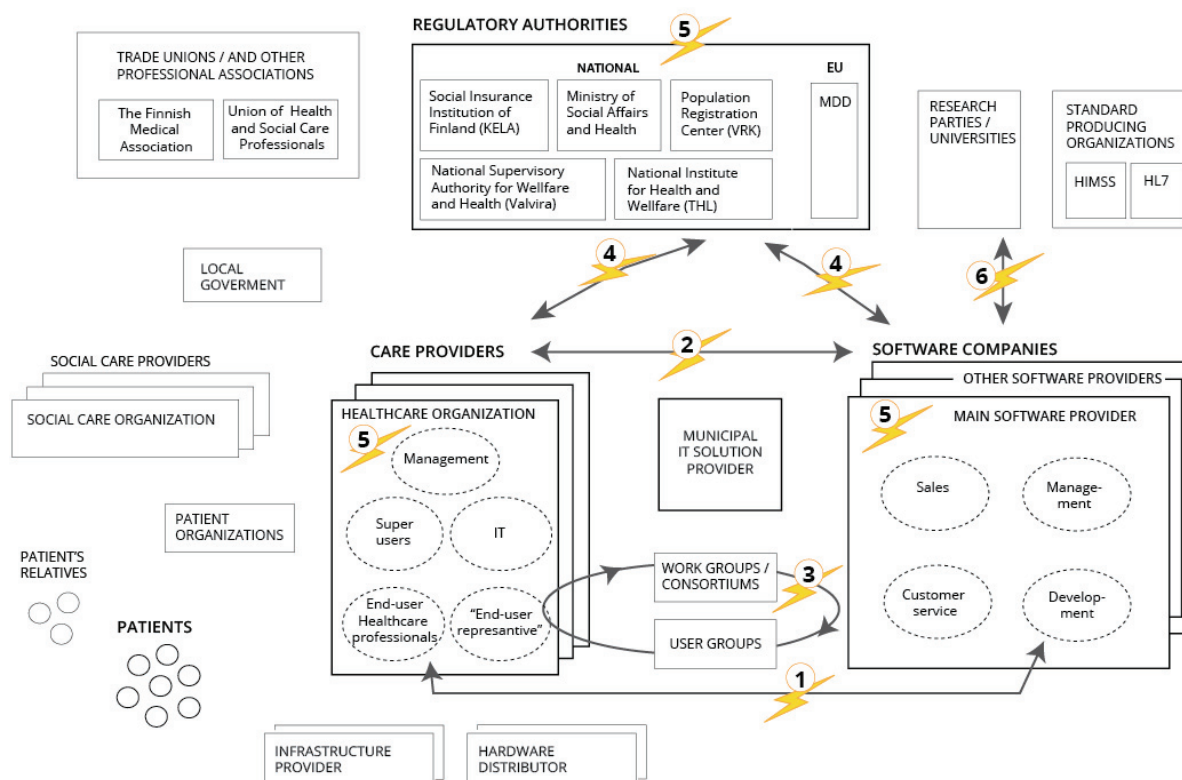 REGULATORY AUTHORITIES
5
TRADE UNIONS / AND OTHER
PROFESSIONAL ASSOCIATIONS
The Finnish
Medical
Association
Union of Health
and Social Care
Professionals
NATIONAL
EU
Social Insurance
Institution of
Finland (KELA)
Ministry of
Social Affairs
and Health
Population
Registration
Center (VRK)
MDD
National Supervisory
Authority for Wellfare
and Health (Valvira)
National Institute
for Health and
Wellfare (THL)
RESEARCH
PARTIES /
UNIVERSITIES
STANDARD
PRODUCING
ORGANIZATIONS
HIMSS
HL7
LOCAL
GOVERMENT
4
4
6
SOCIAL CARE PROVIDERS
SOCIAL CARE ORGANIZATION
CARE PROVIDERS
2
SOFTWARE COMPANIES
OTHER SOFTWARE PROVIDERS
HEALTHCARE ORGANIZATION
5
Management
Super
users
IT
End-user
Healthcare
professionals
“End-user
represantive”
MUNICIPAL
IT SOLUTION
PROVIDER
5
MAIN SOFTWARE PROVIDER
Sales
Manage-
ment
Customer
service
Develop-
ment
WORK GROUPS /
CONSORTIUMS
3
USER GROUPS
1
PATIENT
ORGANIZATIONS
PATIENT'S
RELATIVES
PATIENTS
INFRASTRUCTURE
PROVIDER
HARDWARE
DISTRIBUTOR